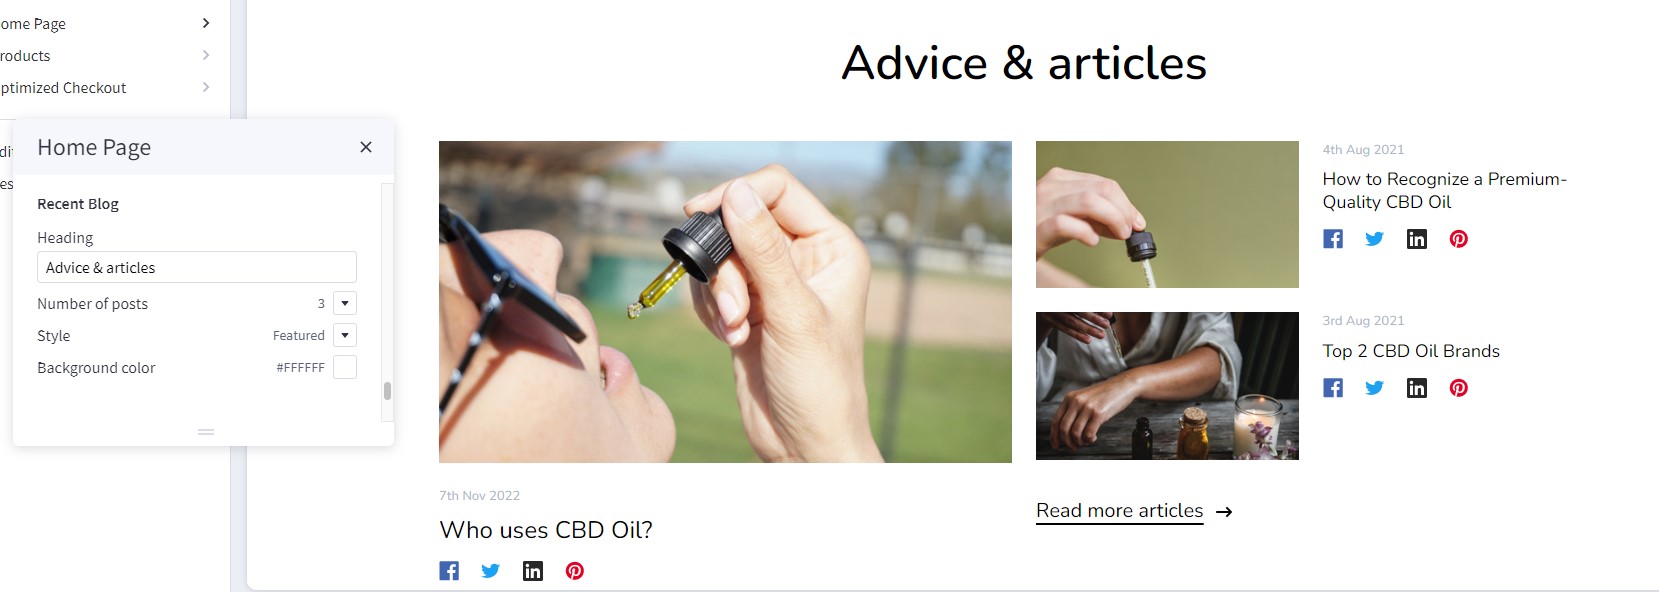 ome Page
roducts
ptimized Checkout
dit
es
Home Page
Recent Blog
Heading
Advice & articles
Number of posts 3
Style Featured
Background color #FFFFFF
Advice & articles
7th Nov 2022
Who uses CBD Oil?
4th Aug 2021
How to Recognize a Premium-
Quality CBD Oil
3rd Aug 2021
Top 2 CBD Oil Brands
Read more articles →